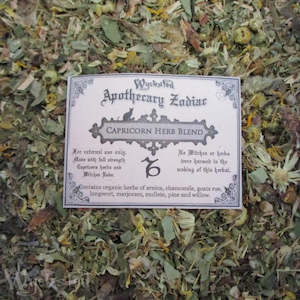 Wyckstid
Apothecary Zodiac
Capricorn Herb Blend
For external use only.
Made with full strength
Capricorn herbs and
Witches Babe.
No Witches or herbs
were harmed in the
making of this herbal.
Contains organic herbs of arnica, chamomile, goats rue,
lungwort, marjoram, mullein, pine and willow.